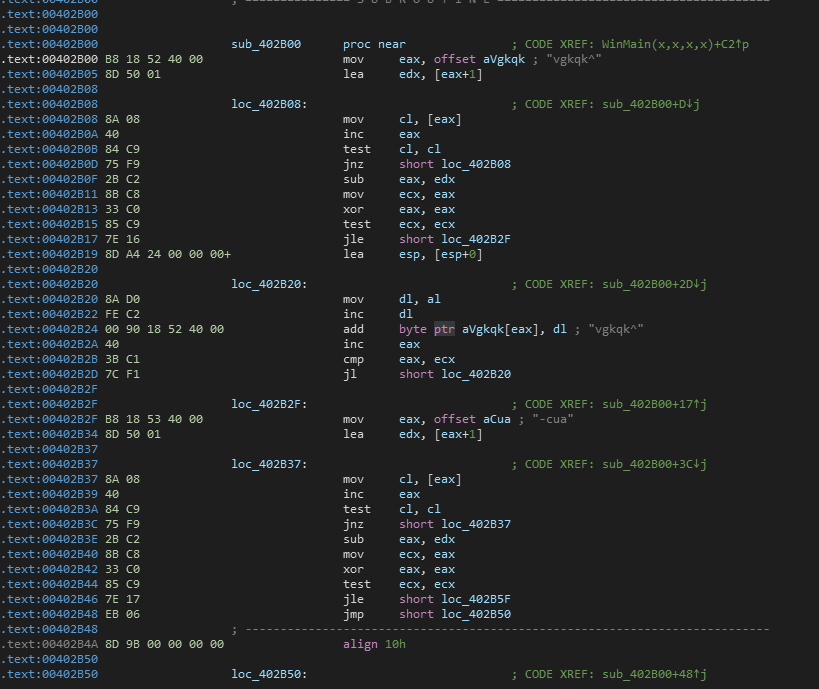 .text:00402B00 ; --------------- S U B R O U T I N E ---------------------------------------
.text:00402B00
.text:00402B00
.text:00402B00 sub_402B00 proc near ; CODE XREF: WinMain(x,x,x,x)+C2↑p
.text:00402B00 B8 18 52 40 00 mov eax, offset aVgkqk ; "vgkqk^"
.text:00402B05 8D 50 01 lea edx, [eax+1]
.text:00402B08
.text:00402B08 loc_402B08: ; CODE XREF: sub_402B00+D↓j
.text:00402B08 8A 08 mov cl, [eax]
.text:00402B0A 40 inc eax
.text:00402B0B 84 C9 test cl, cl
.text:00402B0D 75 F9 jnz short loc_402B08
.text:00402B0F 2B C2 sub eax, edx
.text:00402B11 8B C8 mov ecx, eax
.text:00402B13 33 C0 xor eax, eax
.text:00402B15 85 C9 test ecx, ecx
.text:00402B17 7E 16 jle short loc_402B2F
.text:00402B19 8D A4 24 00 00 00+ lea esp, [esp+0]
.text:00402B20
.text:00402B20 loc_402B20: ; CODE XREF: sub_402B00+2D↓j
.text:00402B20 8A D0 mov dl, al
.text:00402B22 FE C2 inc dl
.text:00402B24 00 90 18 52 40 00 add byte ptr aVgkqk[eax], dl ; "vgkqk^"
.text:00402B2A 40 inc eax
.text:00402B2B 3B C1 cmp eax, ecx
.text:00402B2D 7C F1 jl short loc_402B20
.text:00402B2F
.text:00402B2F loc_402B2F: ; CODE XREF: sub_402B00+17↑j
.text:00402B2F B8 18 53 40 00 mov eax, offset aCua ; "-cua"
.text:00402B34 8D 50 01 lea edx, [eax+1]
.text:00402B37
.text:00402B37 loc_402B37: ; CODE XREF: sub_402B00+3C↓j
.text:00402B37 8A 08 mov cl, [eax]
.text:00402B39 40 inc eax
.text:00402B3A 84 C9 test cl, cl
.text:00402B3C 75 F9 jnz short loc_402B37
.text:00402B3E 2B C2 sub eax, edx
.text:00402B40 8B C8 mov ecx, eax
.text:00402B42 33 C0 xor eax, eax
.text:00402B44 85 C9 test ecx, ecx
.text:00402B46 7E 17 jle short loc_402B5F
.text:00402B48 EB 06 jmp short loc_402B50
.text:00402B48 ; ---------------------------------------------------------------------------
.text:00402B4A 8D 9B 00 00 00 00 align 10h
.text:00402B50
.text:00402B50 loc_402B50: ; CODE XREF: sub_402B00+48↑j